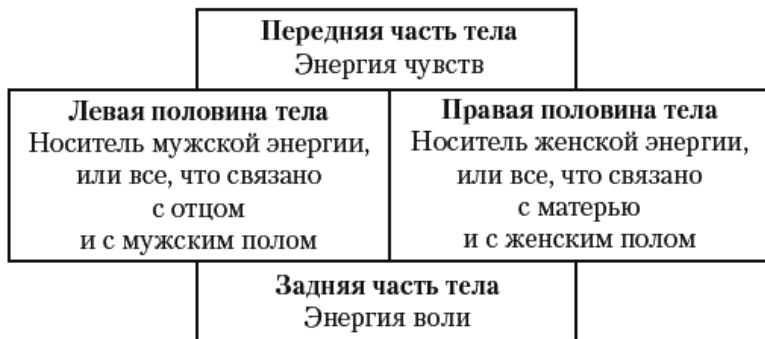 Передняя часть тела
Энергия чувств
Левая половина тела
Носитель мужской энергии,
или все, что связано
с отцом
и с мужским полом
Правая половина тела
Носитель женской энергии,
или все, что связано
с матерью
и с женским полом
Задняя часть тела
Энергия воли